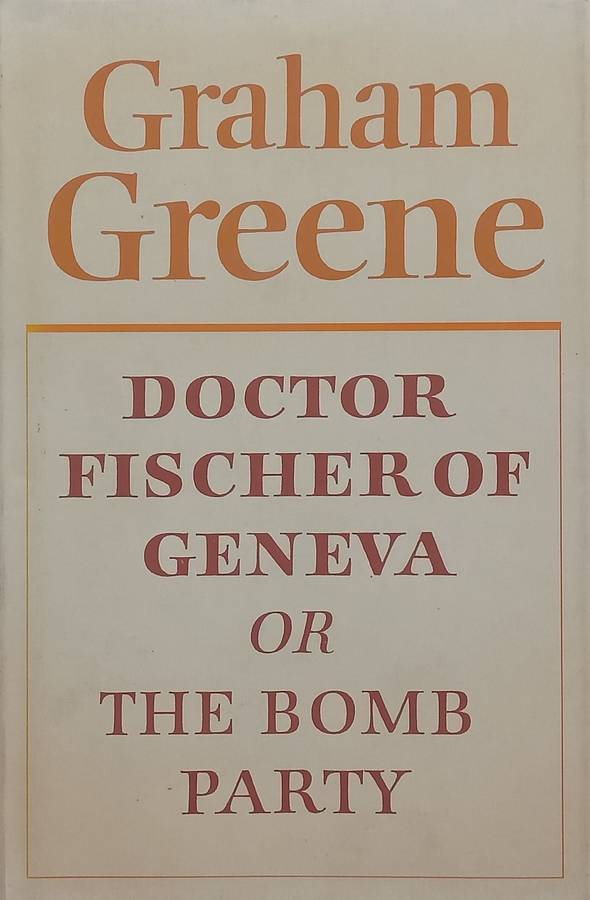 Graham
Greene
DOCTOR
FISCHER OF
GENEVA
OR
THE BOMB
PARTY